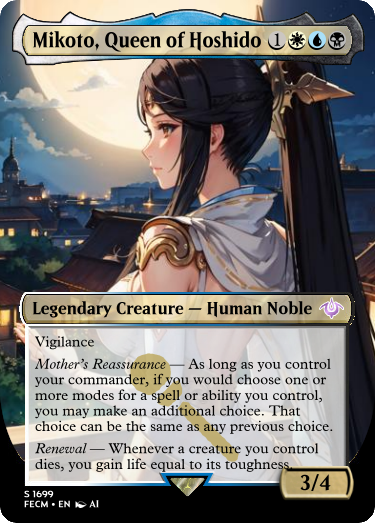 Mikoto, Queen of Hoshido 1
Legendary Creature — Human Noble
Vigilance
Mother's Reassurance — As long as you control
your commander, if you would choose one or
more modes for a spell or ability you control,
you may make an additional choice. That
choice can be the same as any previous choice.
Renewal — Whenever a creature you control
dies, you gain life equal to its toughness.
3/4
S 1699
FECM • EN AI